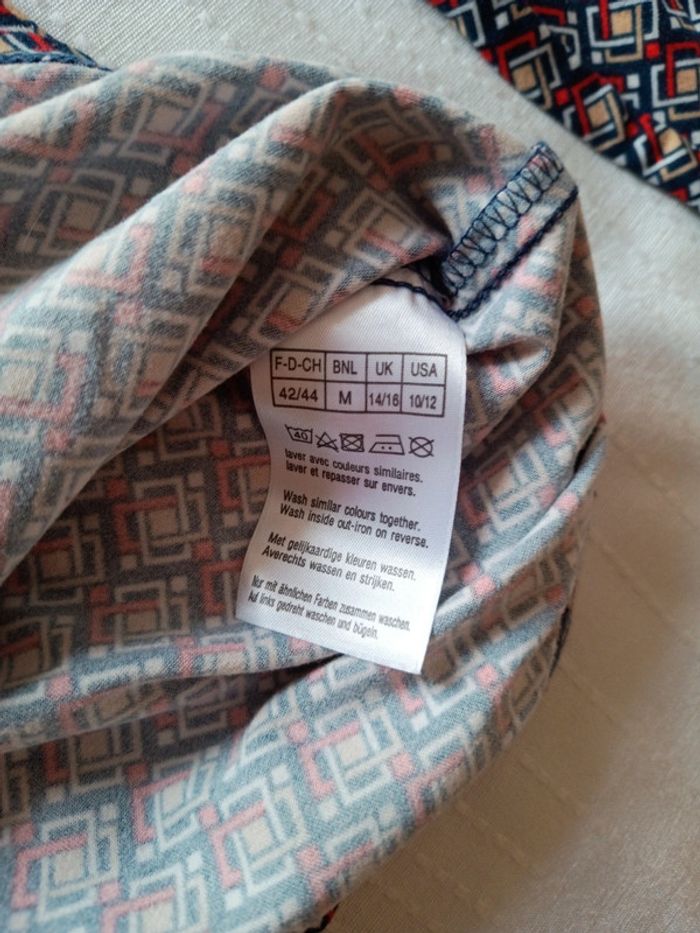 F-D-CH BNL UK USA
42/44 M 14/16 10/12
40
laver avec couleurs similaires.
laver et repasser sur envers.
Wash similar colours together.
Wash inside out-iron on reverse.
Met gelijkaardige kleuren wassen.
Averechts wassen en strijken.
Nur mit ähnlichen Farben zusammen waschen.
Auf links gedreht waschen und bügeln.